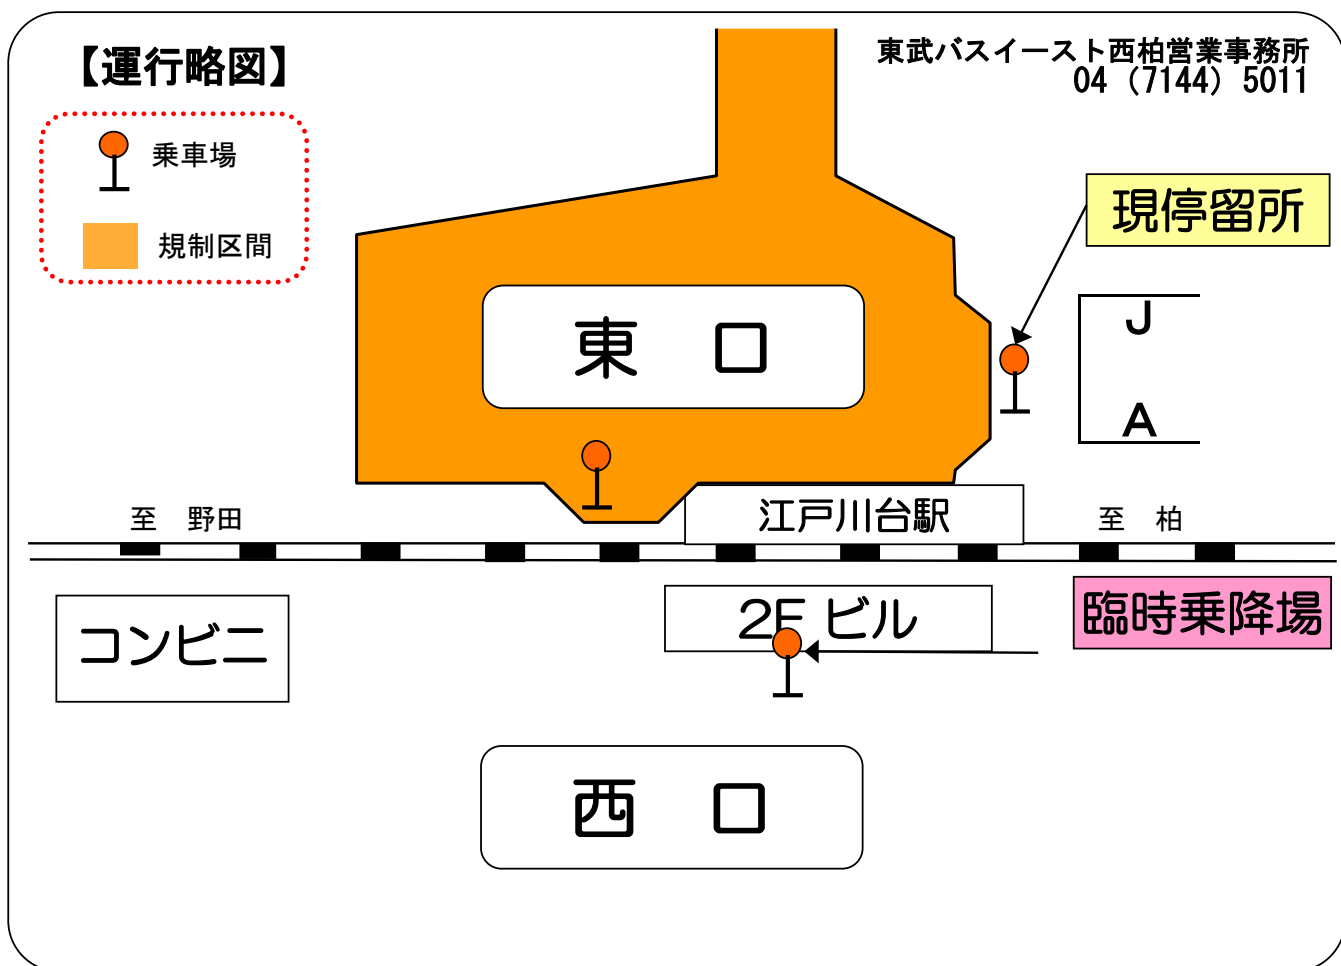 【運行略図】
東武バスイースト西柏営業事務所
04（7144）5011
乗車場
規制区間
現停留所
東 口
J
A
至 野田
江戸川台駅
至 柏
コンビニ
2F ビル
臨時乗降場
西 口